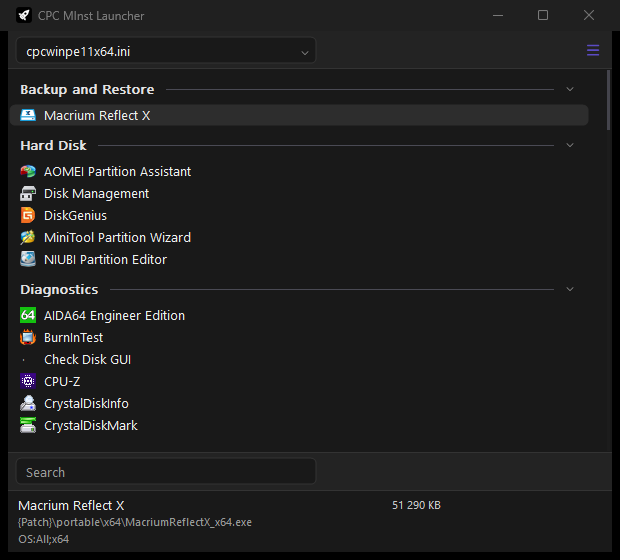 CPC MInst Launcher
cpcwinpe11x64.ini
Backup and Restore
Macrium Reflect X
Hard Disk
AOMEI Partition Assistant
Disk Management
DiskGenius
MiniTool Partition Wizard
NIUBI Partition Editor
Diagnostics
64 AIDA64 Engineer Edition
BurnInTest
Check Disk GUI
CPU-Z
CrystalDiskInfo
CrystalDiskMark
Search
Macrium Reflect X 51 290 KB
{Patch}\portable\x64\MacriumReflectX_x64.exe
OS:All;x64